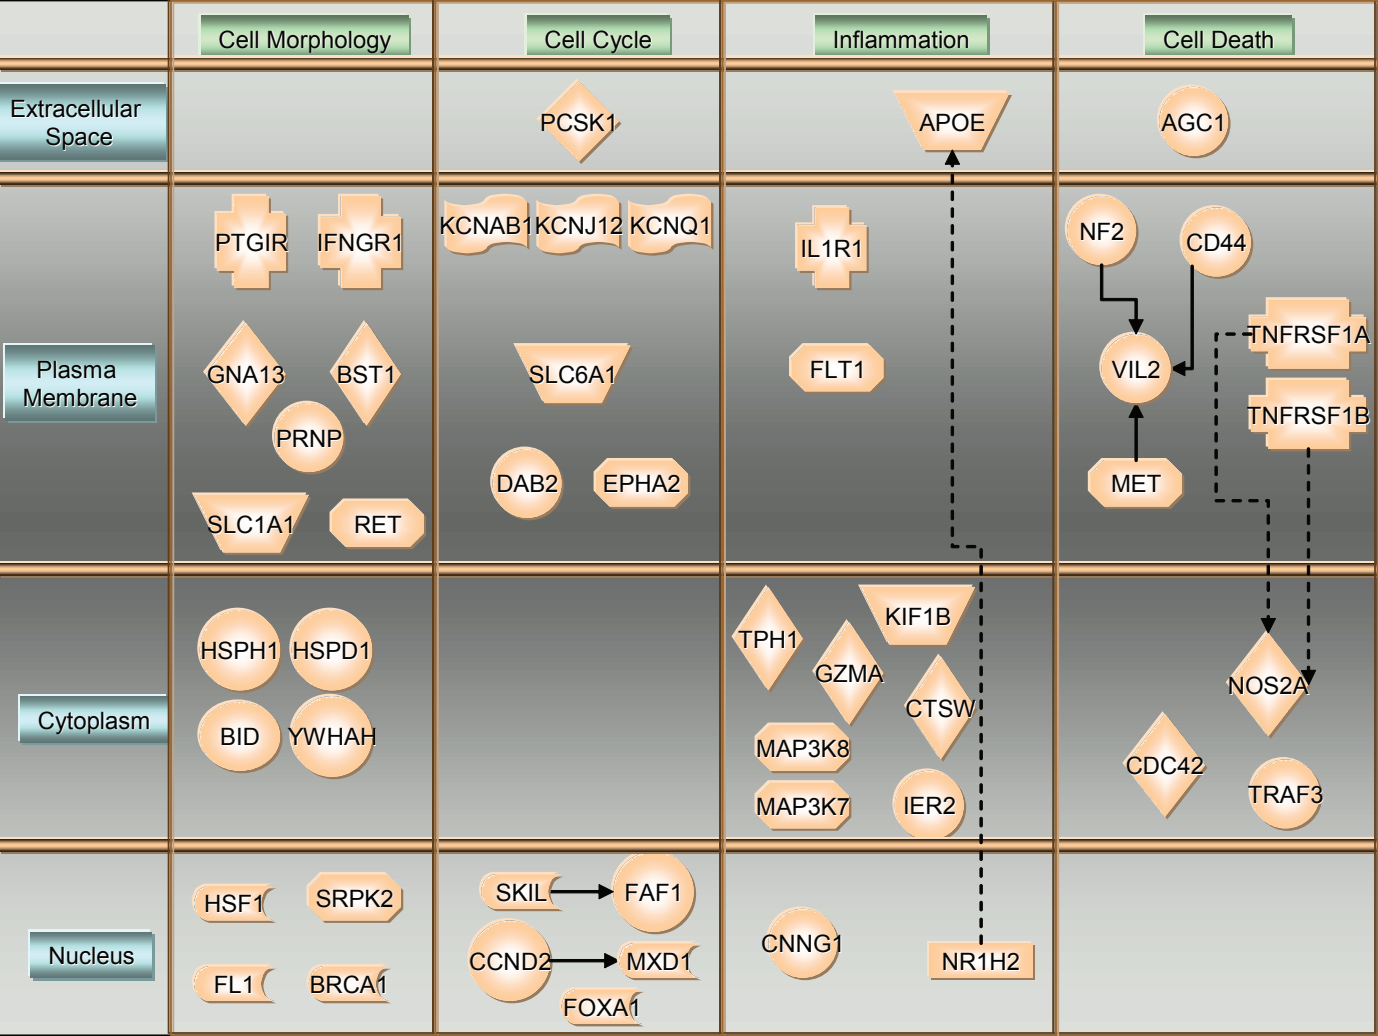 Cell Morphology
Cell Cycle
Inflammation
Cell Death
Extracellular
Space
PCSK1
APOE
AGC1
Plasma
Membrane
PTGIR
IFNGR1
GNA13
BST1
PRNP
SLC1A1
RET
KCNAB1
KCNJ12
KCNQ1
SLC6A1
DAB2
EPHA2
IL1R1
FLT1
NF2
CD44
TNFRSF1A
VIL2
TNFRSF1B
MET
Cytoplasm
HSPH1
HSPD1
BID
YWHAH
TPH1
KIF1B
GZMA
CTSW
MAP3K8
MAP3K7
IER2
NOS2A
CDC42
TRAF3
Nucleus
HSF1
SRPK2
FL1
BRCA1
SKIL
FAF1
CCND2
MXD1
FOXA1
CNNG1
NR1H2